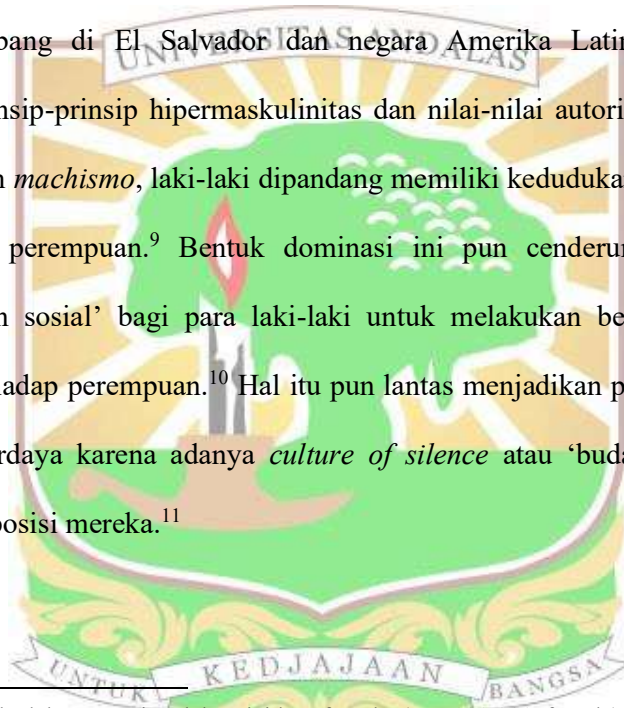 bang di El Salvador dan negara Amerika Latin
UNIVERSITAS ANDALAS
nsip-prinsip hipermaskulinitas dan nilai-nilai autori
n machismo, laki-laki dipandang memiliki keduduka
perempuan.⁹ Bentuk dominasi ini pun cenderun
n sosial’ bagi para laki-laki untuk melakukan be
hadap perempuan.¹⁰ Hal itu pun lantas menjadikan p
rdaya karena adanya culture of silence atau ‘buda
posisi mereka.¹¹
UNTUK KEDJAJAAN BANGSA